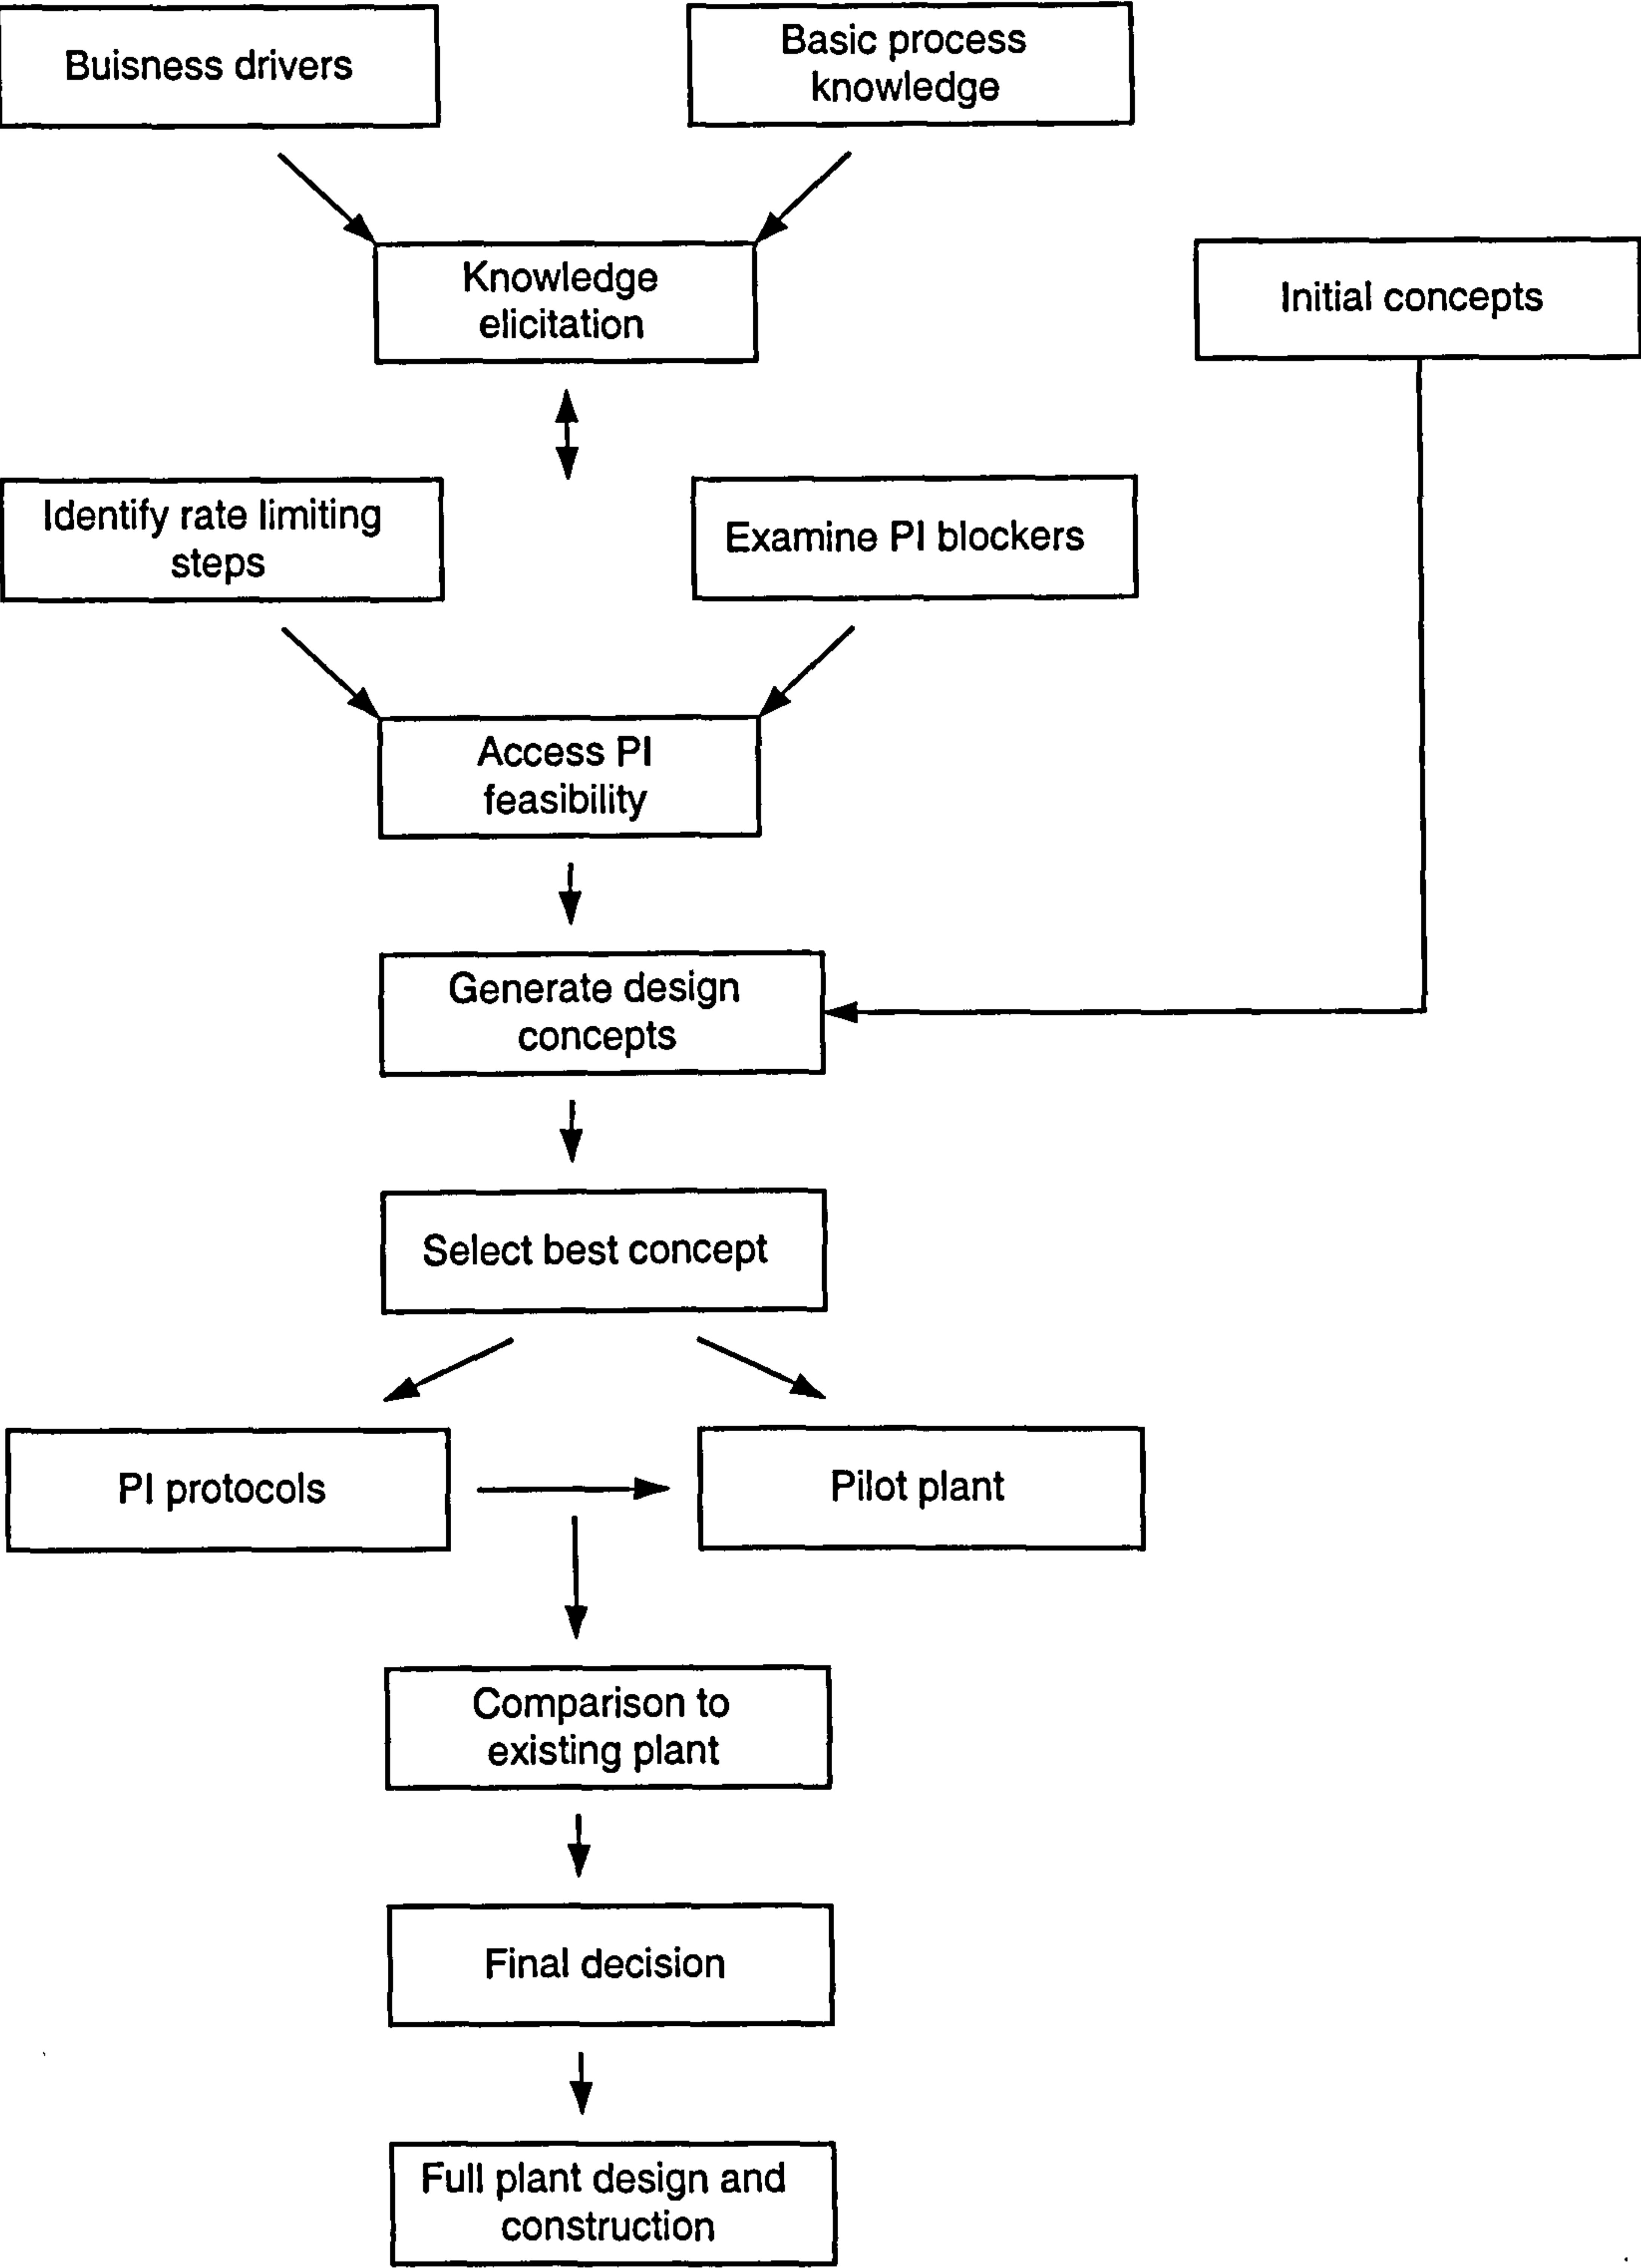 Buisness drivers
Basic process
knowledge
Knowledge
elicitation
Initial concepts
Identify rate limiting
steps
Examine PI blockers
Access PI
feasibility
Generate design
concepts
Select best concept
PI protocols
Pilot plant
Comparison to
existing plant
Final decision
Full plant design and
construction